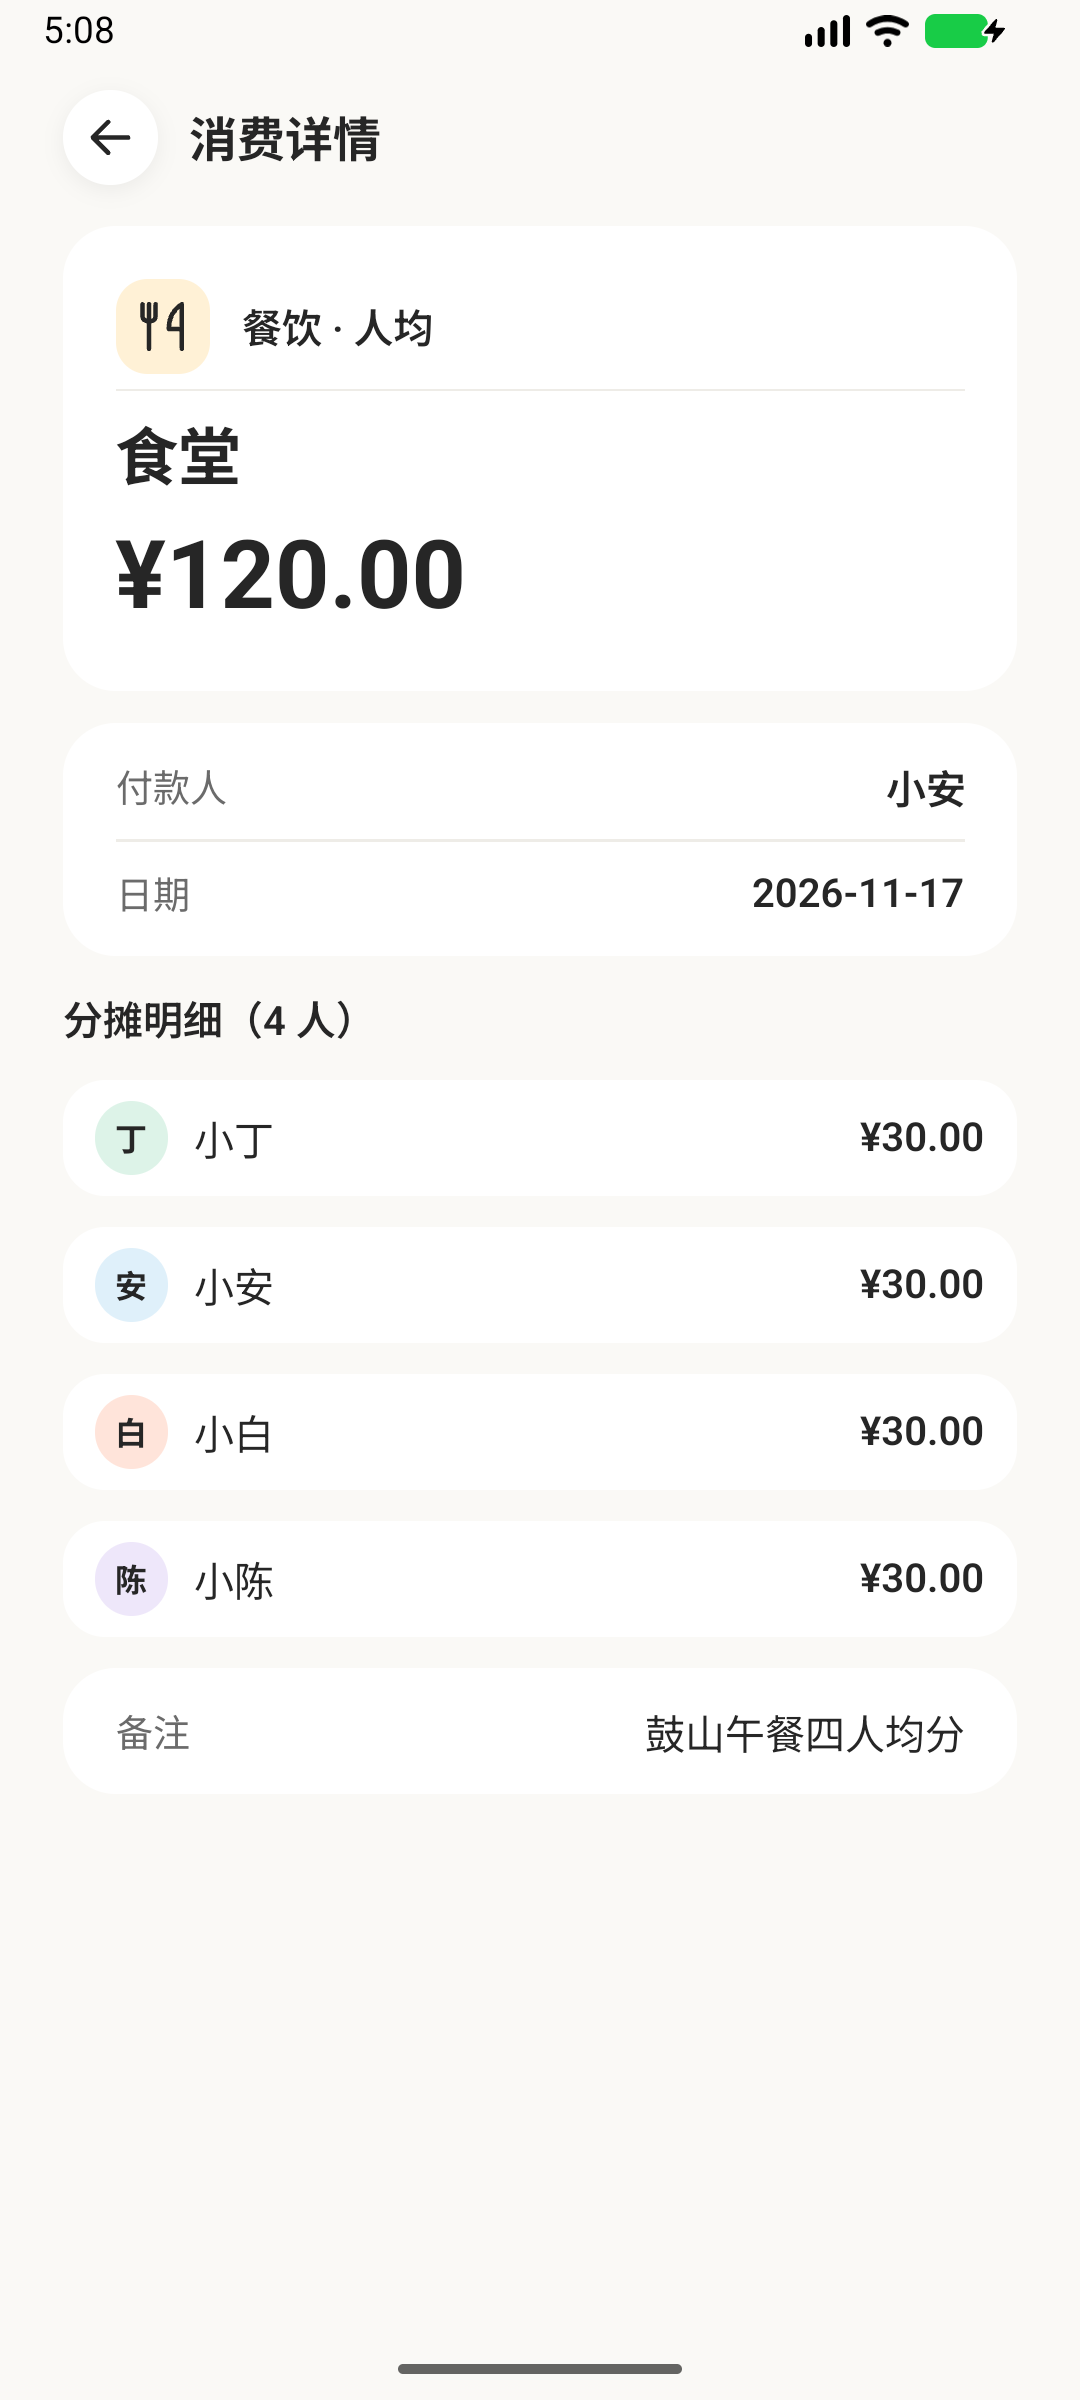 5:08
消费详情
餐饮 · 人均
食堂
¥120.00
付款人 小安
日期 2026-11-17
分摊明细（4 人）
丁 小丁 ¥30.00
安 小安 ¥30.00
白 小白 ¥30.00
陈 小陈 ¥30.00
备注 鼓山午餐四人均分